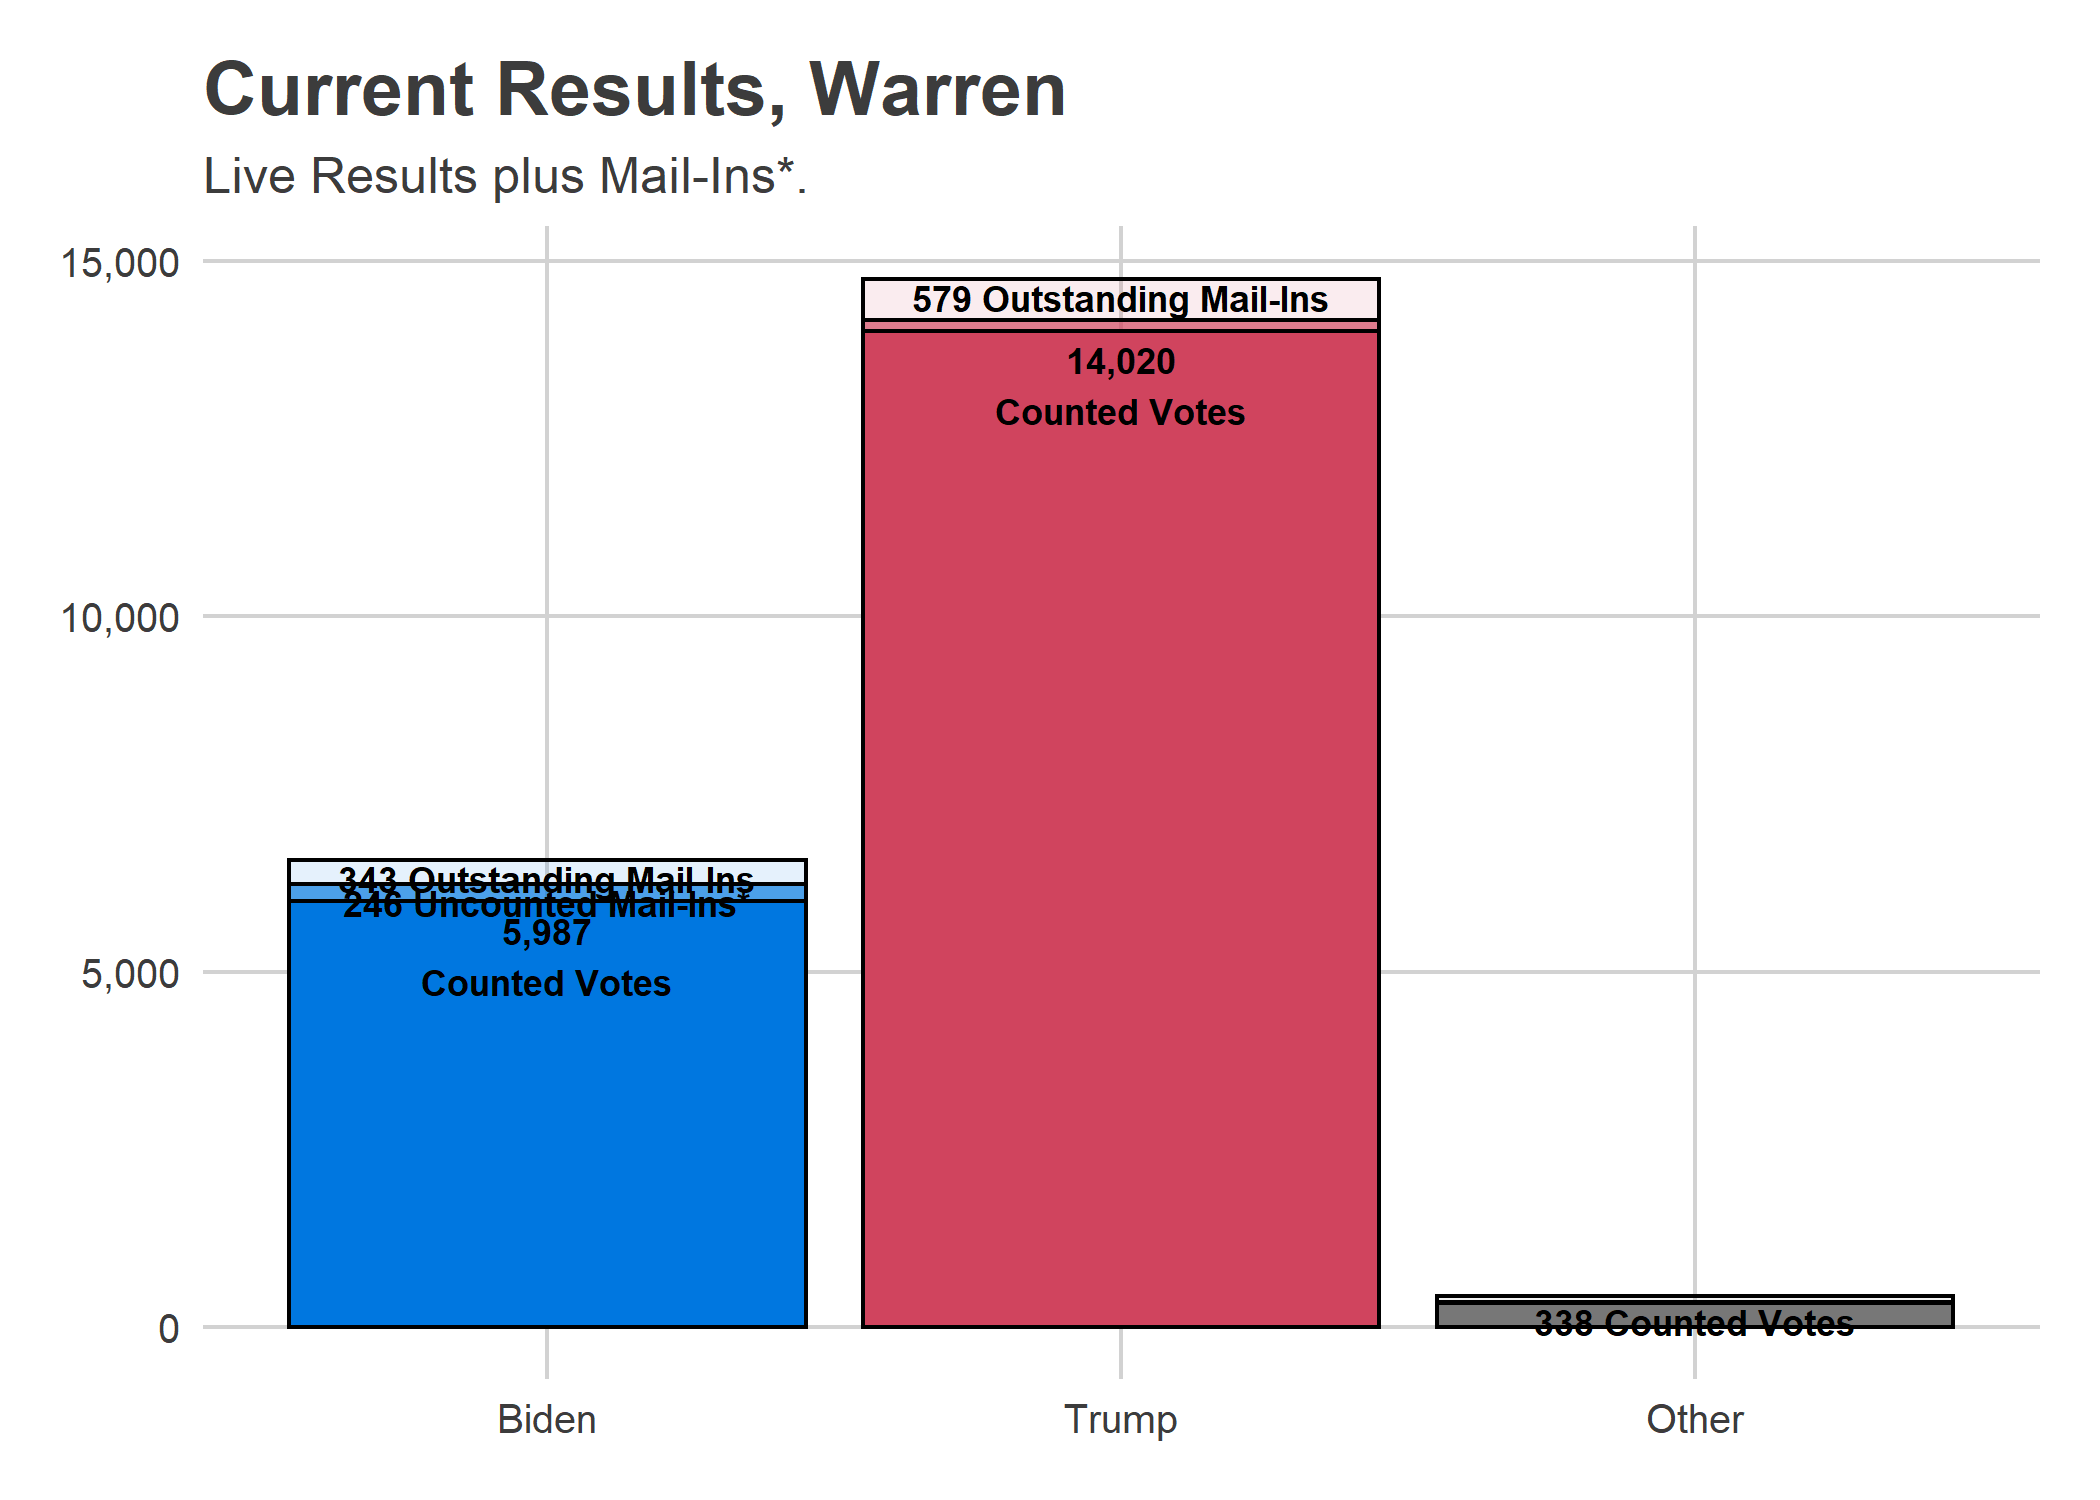 Current Results, Warren
Live Results plus Mail-Ins*.
15,000
10,000
5,000
0
579 Outstanding Mail-Ins
14,020
Counted Votes
343 Outstanding Mail-Ins
246 Uncounted Mail-Ins*
5,987
Counted Votes
338 Counted Votes
Biden
Trump
Other